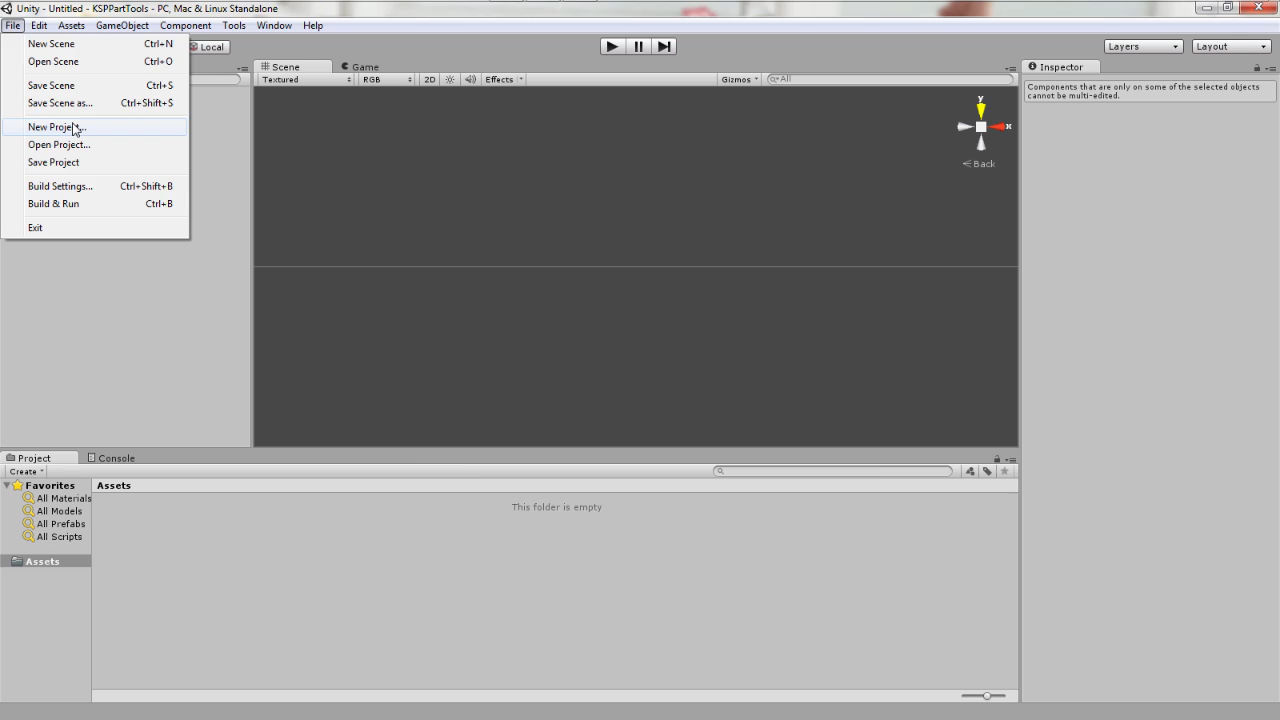 Unity - Untitled - KSPPartTools - PC, Mac & Linux Standalone
File Edit Assets GameObject Component Tools Window Help
New Scene Ctrl+N
Open Scene Ctrl+O
Save Scene Ctrl+S
Save Scene as... Ctrl+Shift+S
New Project...
Open Project...
Save Project
Build Settings... Ctrl+Shift+B
Build & Run Ctrl+B
Exit
Local
Layers
Layout
Scene
Game
Textured
RGB
2D
Effects
Gizmos
All
y
x
Back
Inspector
Components that are only on some of the selected objects
cannot be multi-edited.
Project
Console
Create
Favorites
All Materials
All Models
All Prefabs
All Scripts
Assets
Assets
This folder is empty